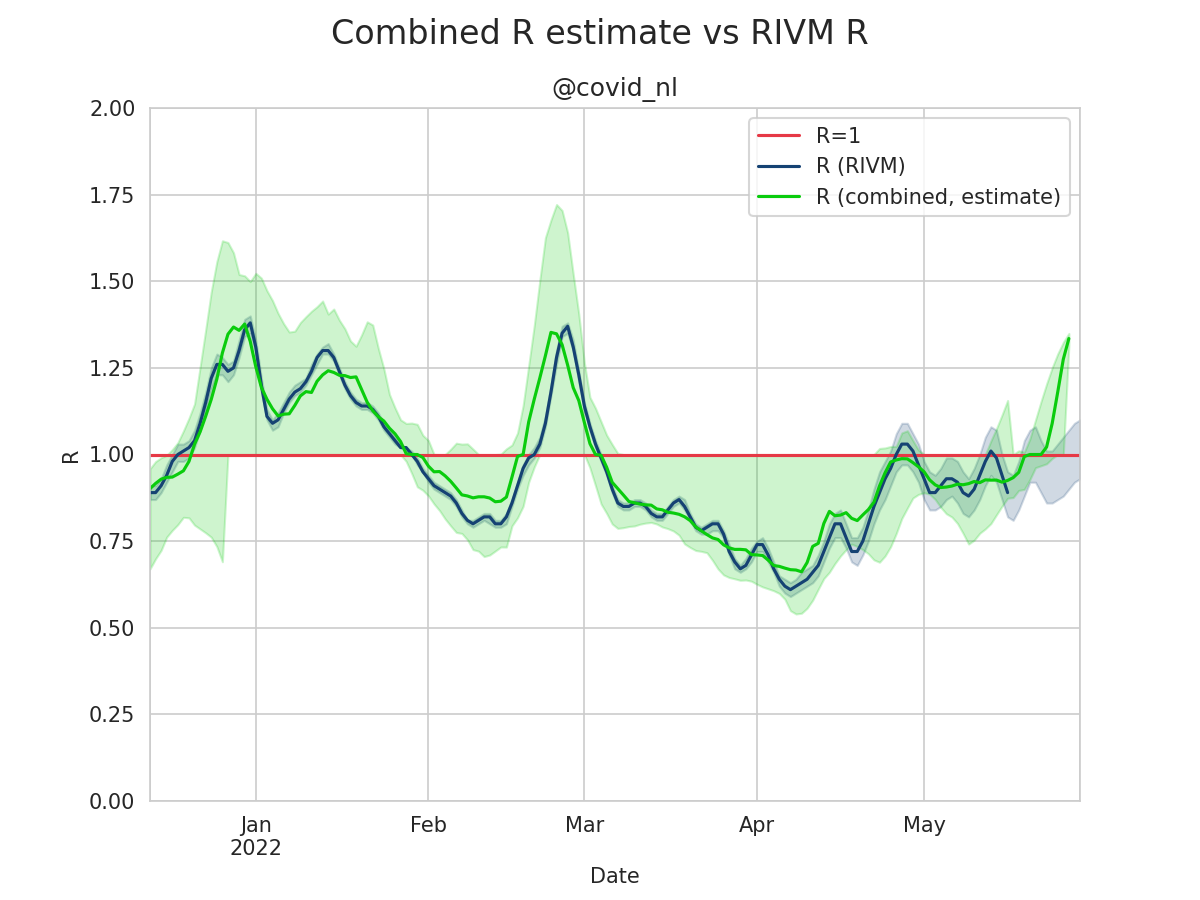 Combined R estimate vs RIVM R
@covid_nl
2.00
1.75
1.50
1.25
1.00
0.75
0.50
0.25
0.00
R
R=1
R (RIVM)
R (combined, estimate)
Jan Feb Mar Apr May
2022
Date